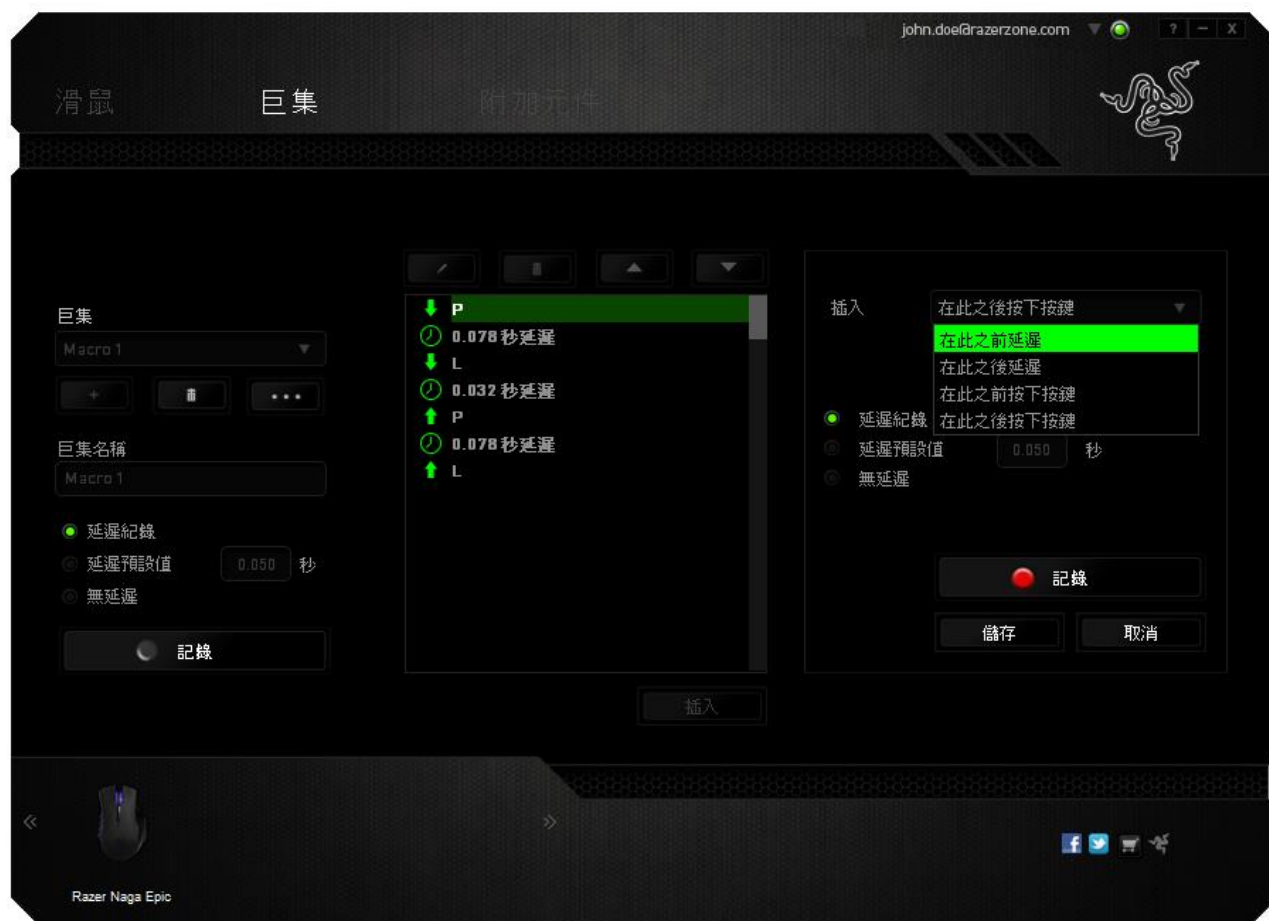 john.doe@razerzone.com
? – X
滑鼠
巨集
附加元件
巨集
Macro 1
巨集名稱
Macro 1
延遲紀錄
延遲預設值 0.050 秒
無延遲
記錄
P
0.078 秒延遲
L
0.032 秒延遲
P
0.078 秒延遲
L
插入
插入 在此之後按下按鍵
在此之前延遲
在此之後延遲
在此之前按下按鍵
在此之後按下按鍵
延遲紀錄
延遲預設值 0.050 秒
無延遲
記錄
儲存 取消
Razer Naga Epic